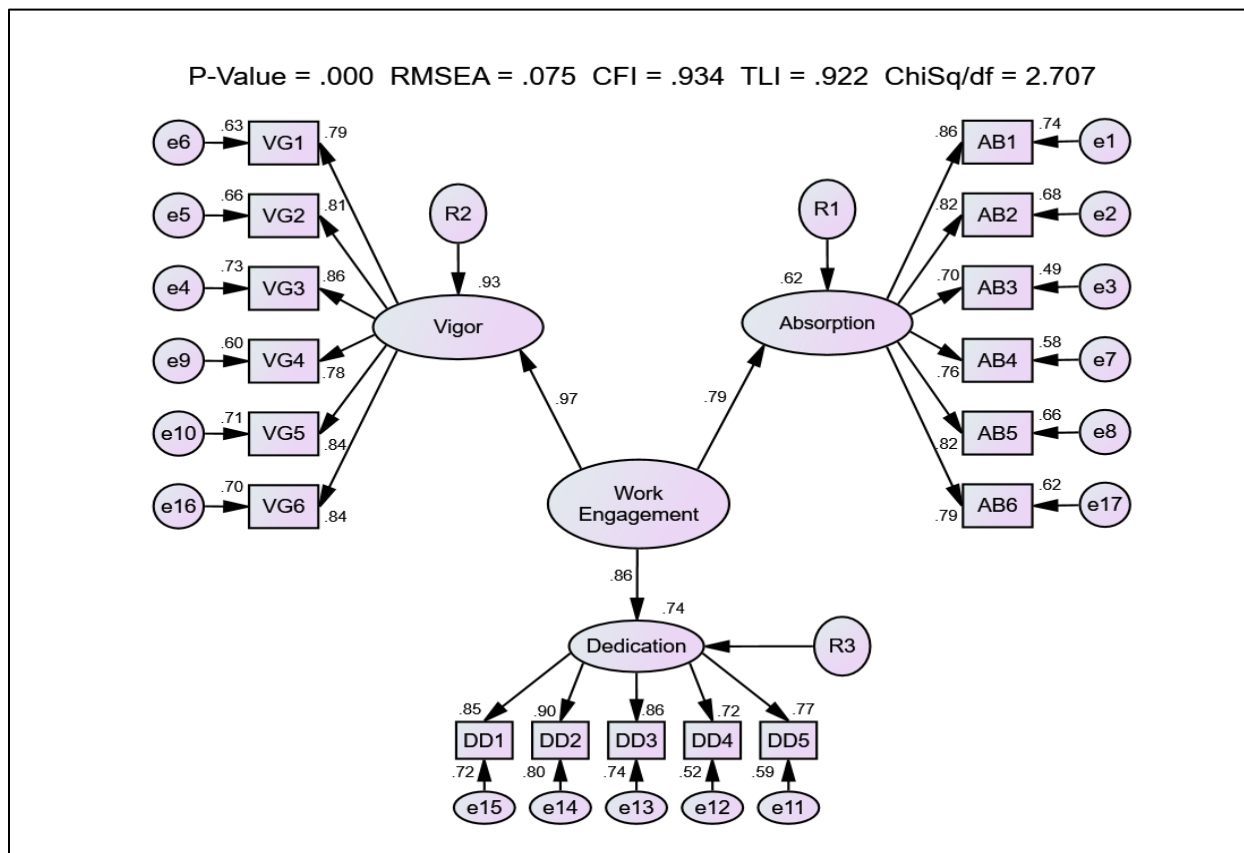 P-Value = .000 RMSEA = .075 CFI = .934 TLI = .922 ChiSq/df = 2.707
e6 .63 VG1 .79
e5 .66 VG2 .81
e4 .73 VG3 .86
e9 .60 VG4 .78
e10 .71 VG5 .84
e16 .70 VG6 .84
R2
.93
Vigor
R1
.62
Absorption
.86 AB1 .74 e1
.82 AB2 .68 e2
.70 AB3 .49 e3
.76 AB4 .58 e7
.82 AB5 .66 e8
.79 AB6 .62 e17
.97
.79
Work
Engagement
.86
.74
Dedication
R3
.85 .90 .86 .72 .77
DD1 DD2 DD3 DD4 DD5
.72 .80 .74 .52 .59
e15 e14 e13 e12 e11